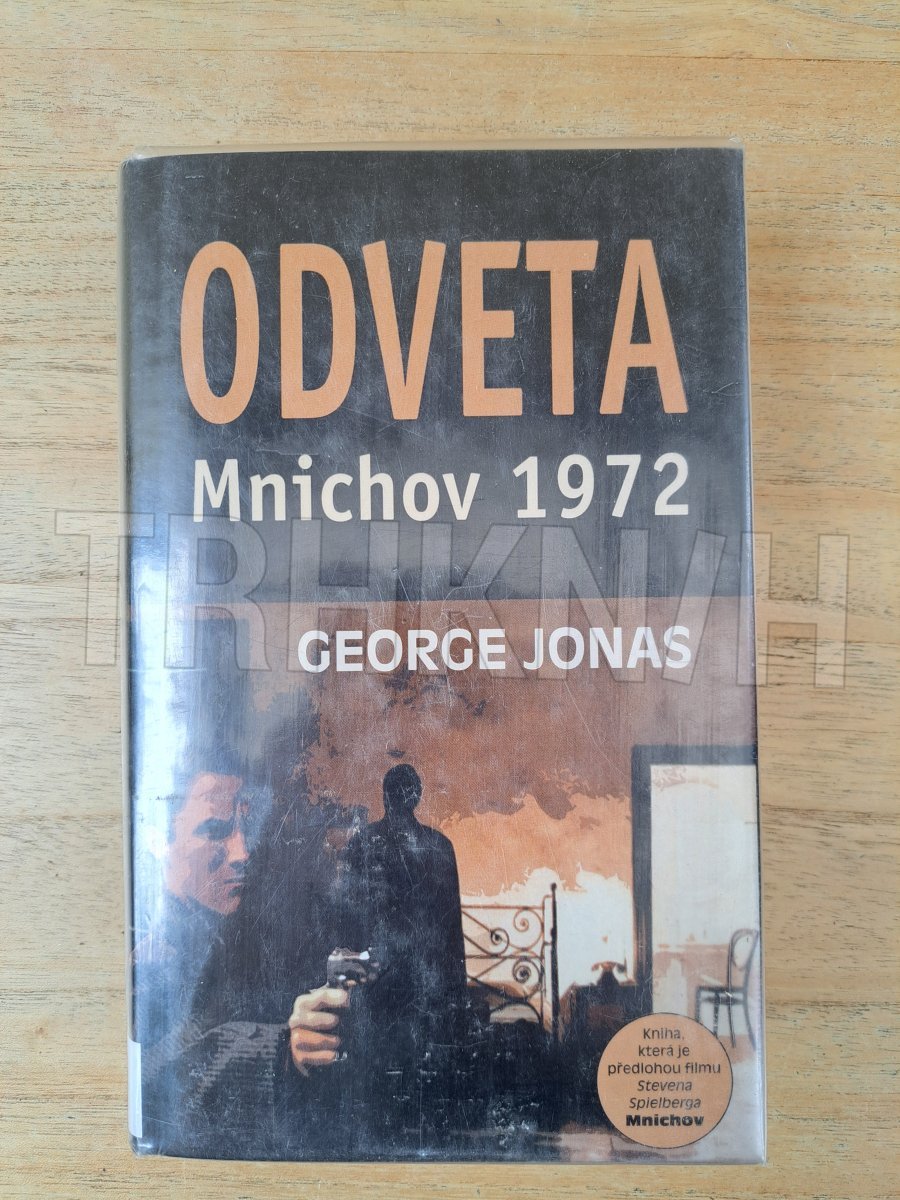 ODVETA
Mnichov 1972
TRHKNIH
GEORGE JONAS
Kniha,
která je
předlohou filmu
Stevena
Spielberga
Mnichov